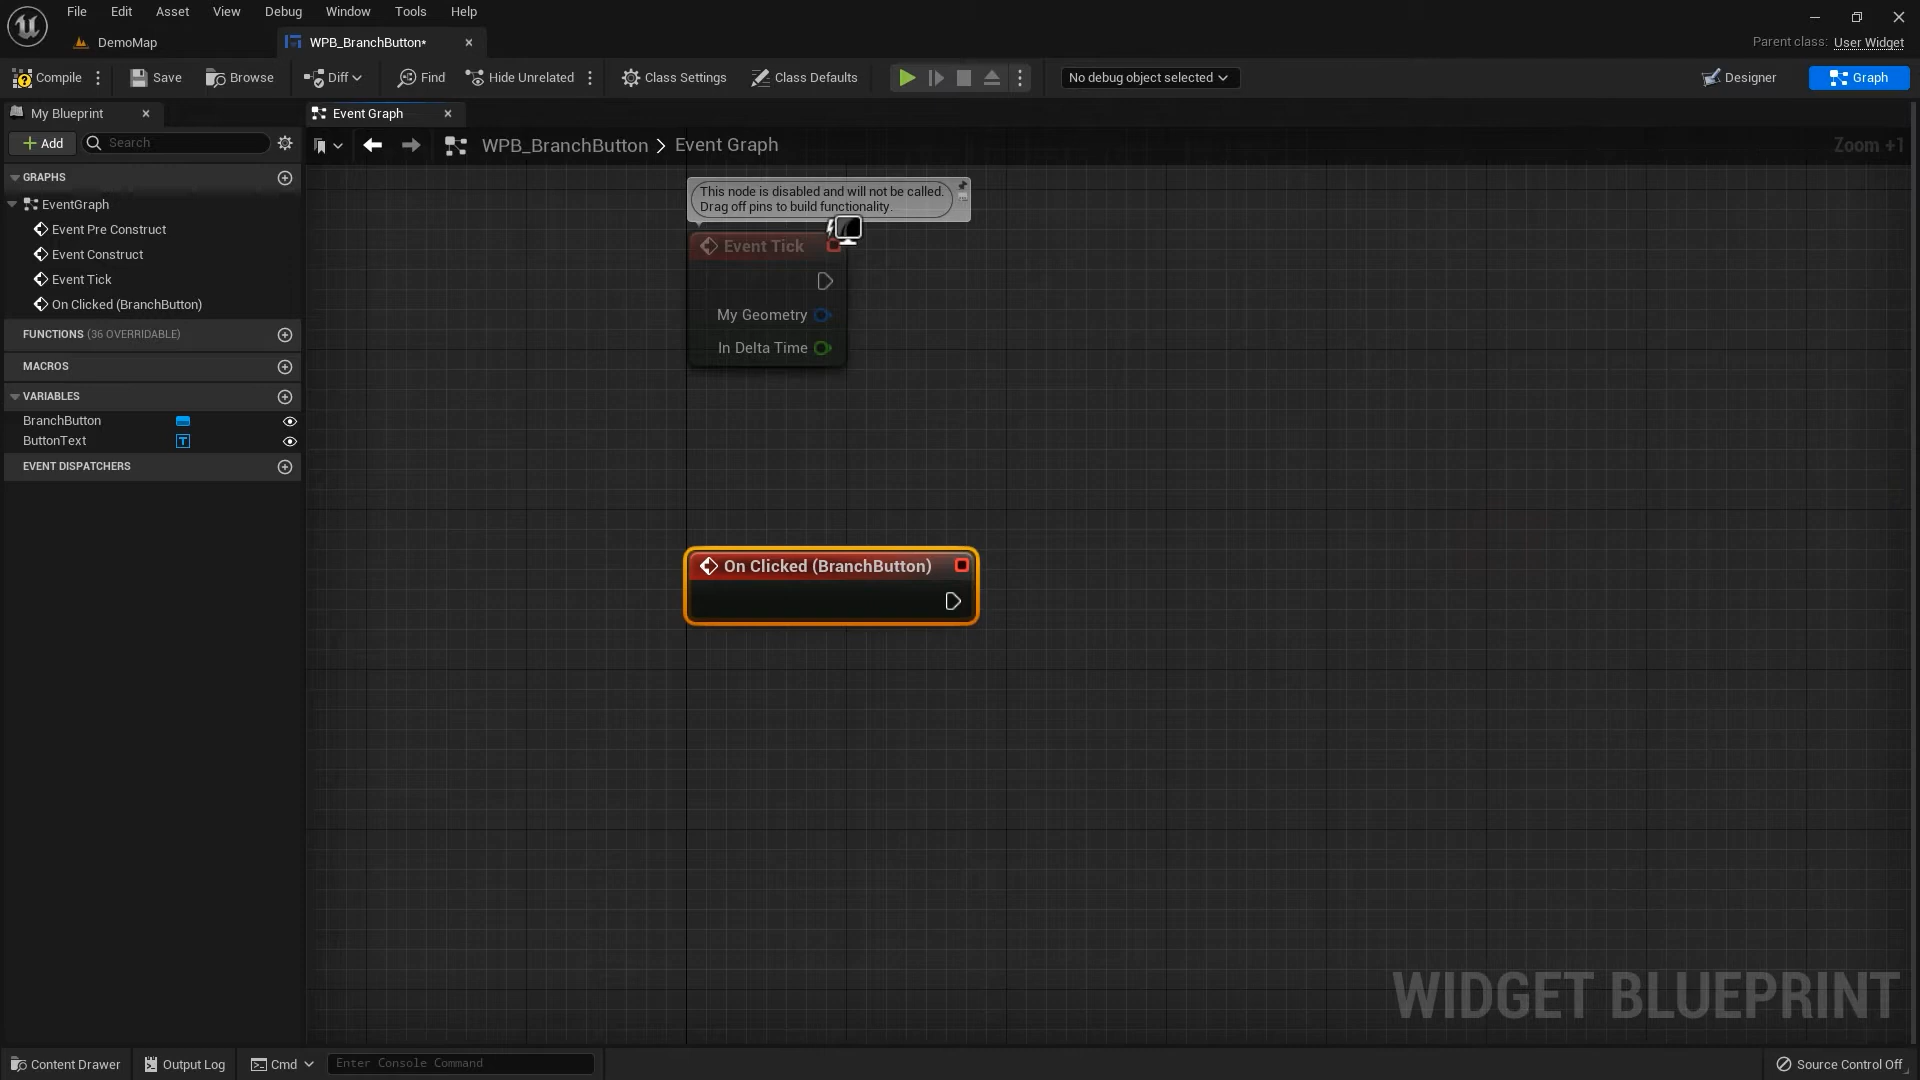 File Edit Asset View Debug Window Tools Help
DemoMap
WPB_BranchButton*
Parent class: User Widget
Compile
Save
Browse
Diff
Find
Hide Unrelated
Class Settings
Class Defaults
No debug object selected
Designer
Graph
My Blueprint
Event Graph
Add
Search
WPB_BranchButton > Event Graph
Zoom +1
GRAPHS
EventGraph
Event Pre Construct
Event Construct
Event Tick
On Clicked (BranchButton)
FUNCTIONS (36 OVERRIDABLE)
MACROS
VARIABLES
BranchButton
ButtonText
EVENT DISPATCHERS
This node is disabled and will not be called.
Drag off pins to build functionality.
Event Tick
My Geometry
In Delta Time
On Clicked (BranchButton)
WIDGET BLUEPRINT
Content Drawer
Output Log
Cmd
Enter Console Command
Source Control Off